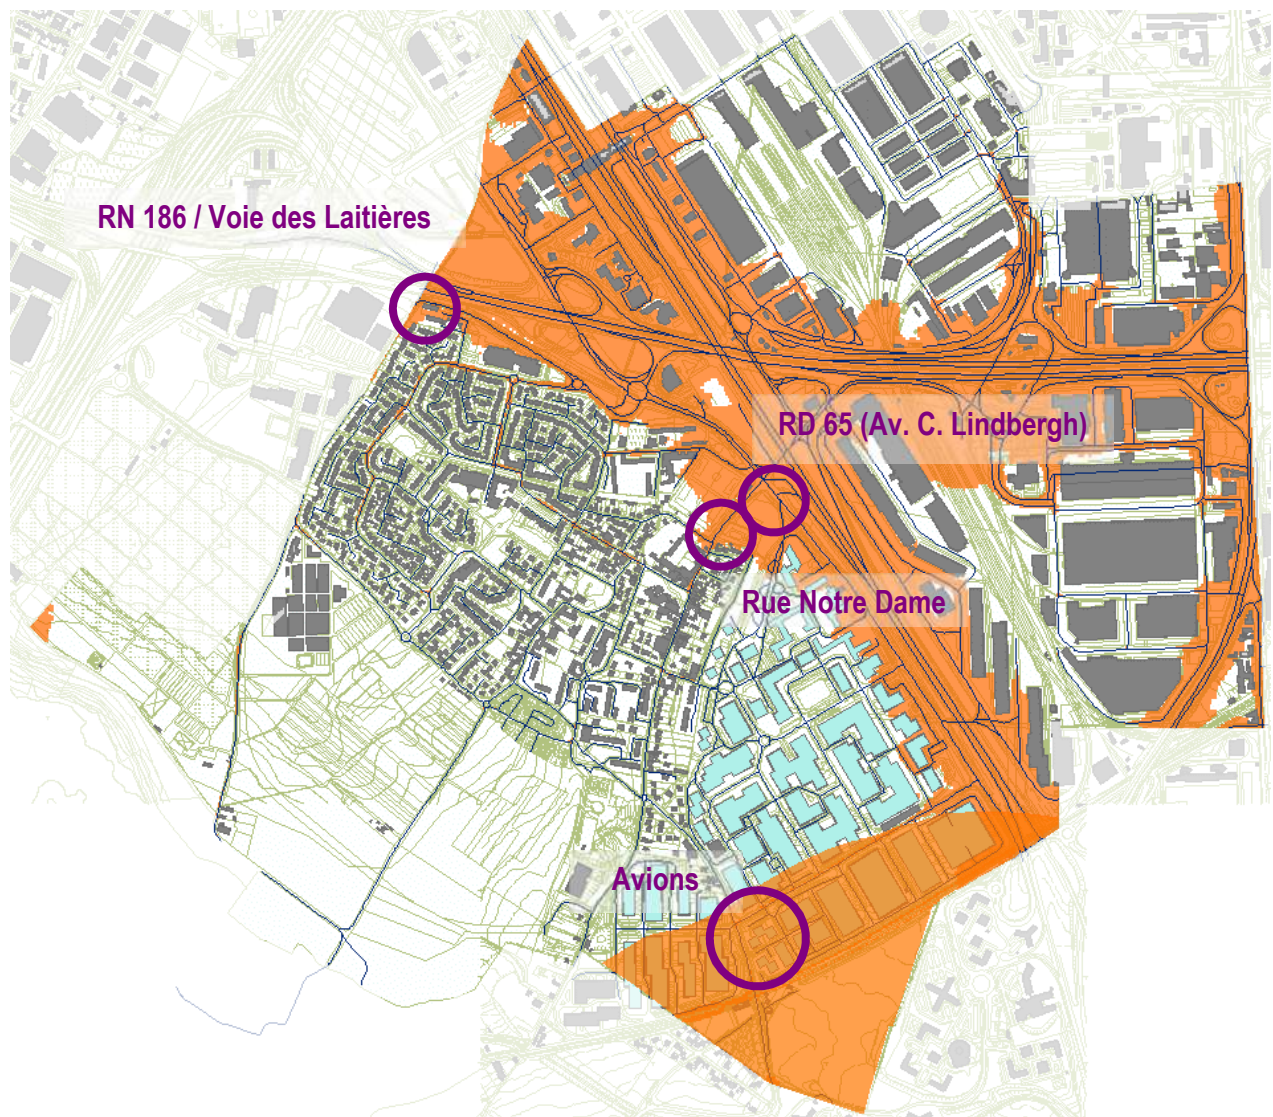 RN 186 / Voie des Laitières
RD 65 (Av. C. Lindbergh)
Rue Notre Dame
Avions